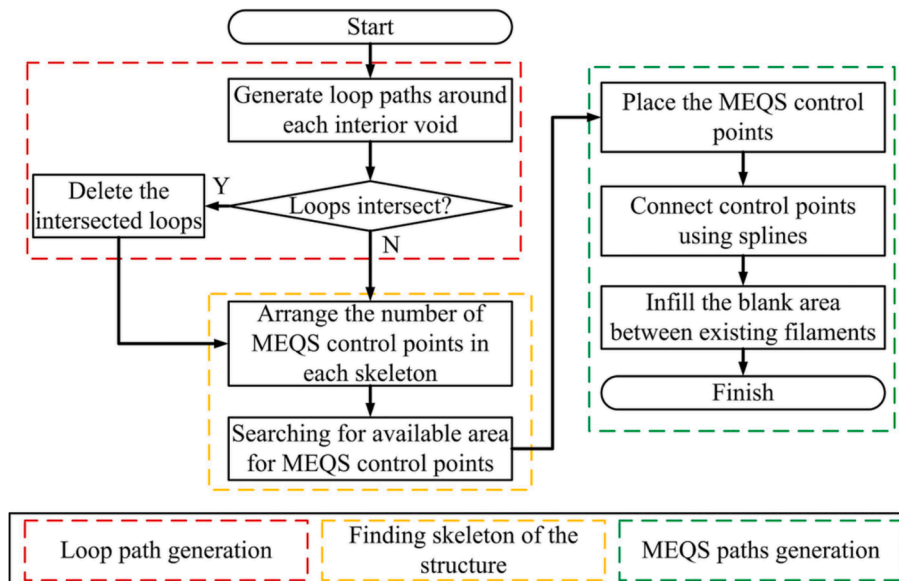 Start
Generate loop paths around
each interior void
Loops intersect?
Y
Delete the
intersected loops
N
Arrange the number of
MEQS control points in
each skeleton
Searching for available area
for MEQS control points
Place the MEQS control
points
Connect control points
using splines
Infill the blank area
between existing filaments
Finish
Loop path generation
Finding skeleton of the
structure
MEQS paths generation